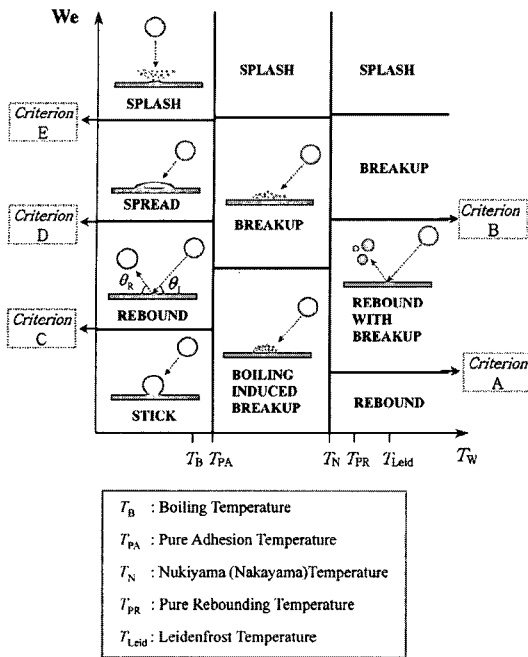 We
SPLASH
SPLASH
SPLASH
Criterion
E
SPREAD
BREAKUP
BREAKUP
Criterion
D
Criterion
B
θR
θI
REBOUND
REBOUND
WITH
BREAKUP
Criterion
C
STICK
BOILING
INDUCED
BREAKUP
Criterion
A
REBOUND
TB TPA TN TPR TLeid TW
TB : Boiling Temperature
TPA : Pure Adhesion Temperature
TN : Nukiyama (Nakayama)Temperature
TPR : Pure Rebounding Temperature
TLeid : Leidenfrost Temperature